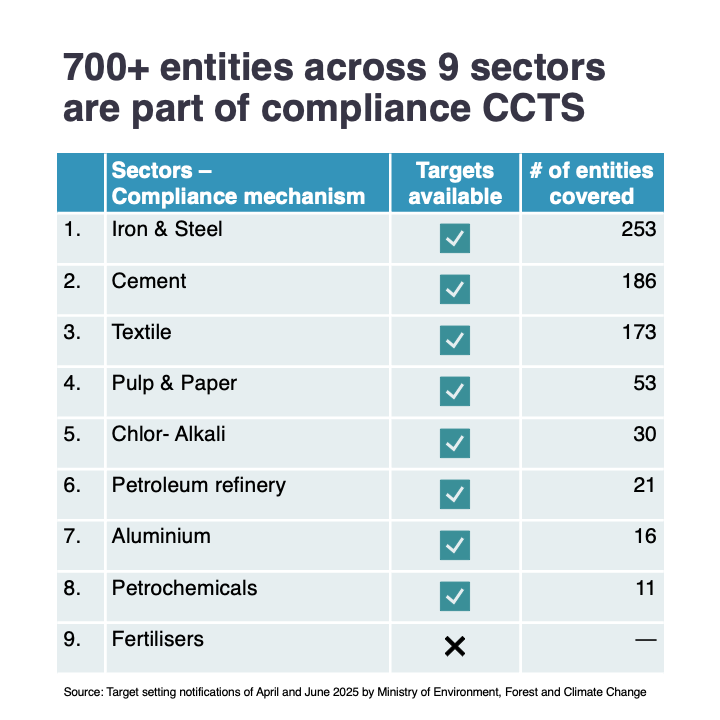 700+ entities across 9 sectors
are part of compliance CCTS
Sectors –
Compliance mechanism
Targets
available
# of entities
covered
1. Iron & Steel 253
2. Cement 186
3. Textile 173
4. Pulp & Paper 53
5. Chlor- Alkali 30
6. Petroleum refinery 21
7. Aluminium 16
8. Petrochemicals 11
9. Fertilisers —
Source: Target setting notifications of April and June 2025 by Ministry of Environment, Forest and Climate Change